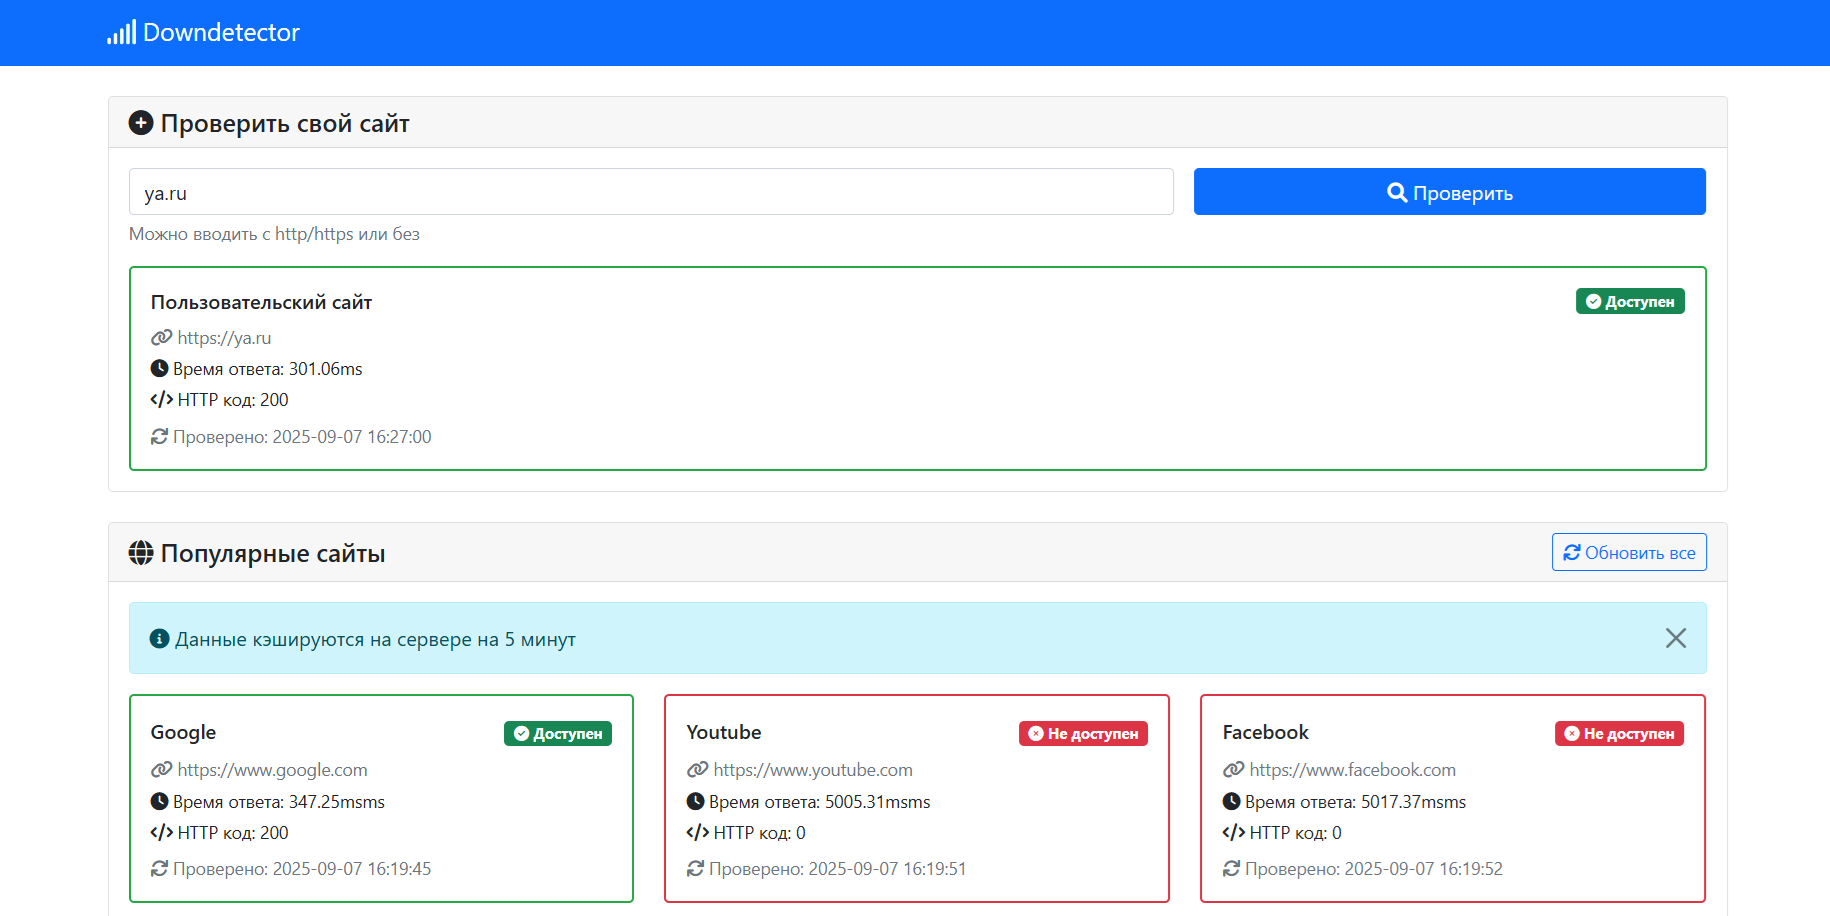 Downdetector
Проверить свой сайт
ya.ru
Проверить
Можно вводить с http/https или без
Пользовательский сайт
Доступен
https://ya.ru
Время ответа: 301.06ms
HTTP код: 200
Проверено: 2025-09-07 16:27:00
Популярные сайты
Обновить все
Данные кэшируются на сервере на 5 минут
Google
Доступен
https://www.google.com
Время ответа: 347.25msms
HTTP код: 200
Проверено: 2025-09-07 16:19:45
Youtube
Не доступен
https://www.youtube.com
Время ответа: 5005.31msms
HTTP код: 0
Проверено: 2025-09-07 16:19:51
Facebook
Не доступен
https://www.facebook.com
Время ответа: 5017.37msms
HTTP код: 0
Проверено: 2025-09-07 16:19:52